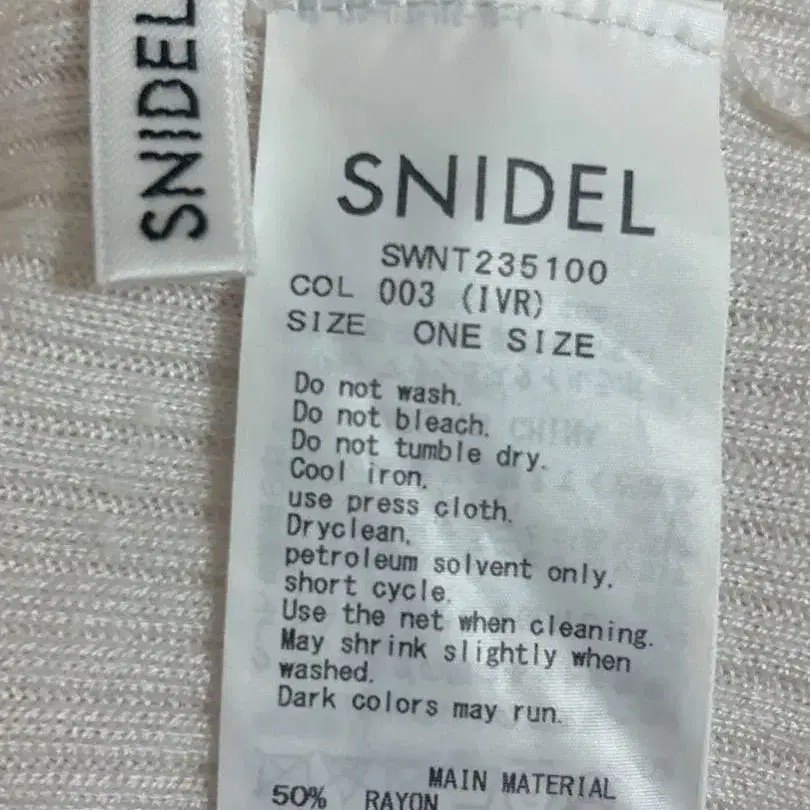 SNIDEL
SNIDEL
SWNT235100
COL 003 (IVR)
SIZE ONE SIZE
Do not wash.
Do not bleach.
Do not tumble dry.
Cool iron,
use press cloth.
Dryclean,
petroleum solvent only.
short cycle.
Use the net when cleaning.
May shrink slightly when
washed.
Dark colors may run.
MAIN MATERIAL
50% RAYON